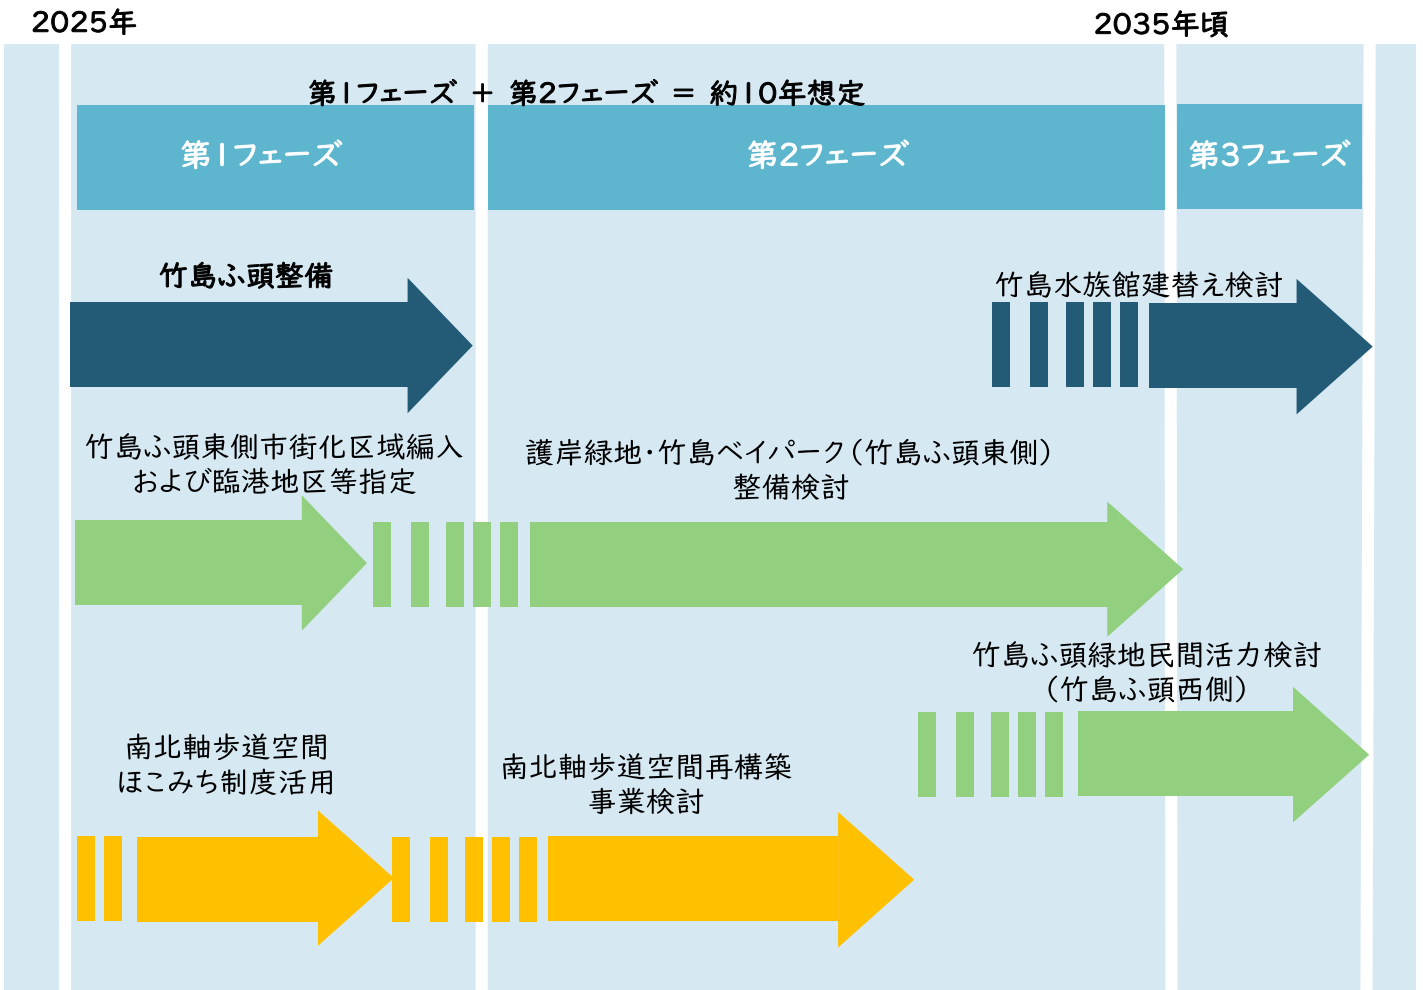 2025年
2035年頃
第1フェーズ + 第2フェーズ = 約10年想定
第1フェーズ
第2フェーズ
第3フェーズ
竹島ふ頭整備
竹島水族館建替え検討
竹島ふ頭東側市街化区域編入
および臨港地区等指定
護岸緑地・竹島ベイパーク（竹島ふ頭東側）
整備検討
竹島ふ頭緑地民間活力検討
（竹島ふ頭西側）
南北軸歩道空間
ほこみち制度活用
南北軸歩道空間再構築
事業検討